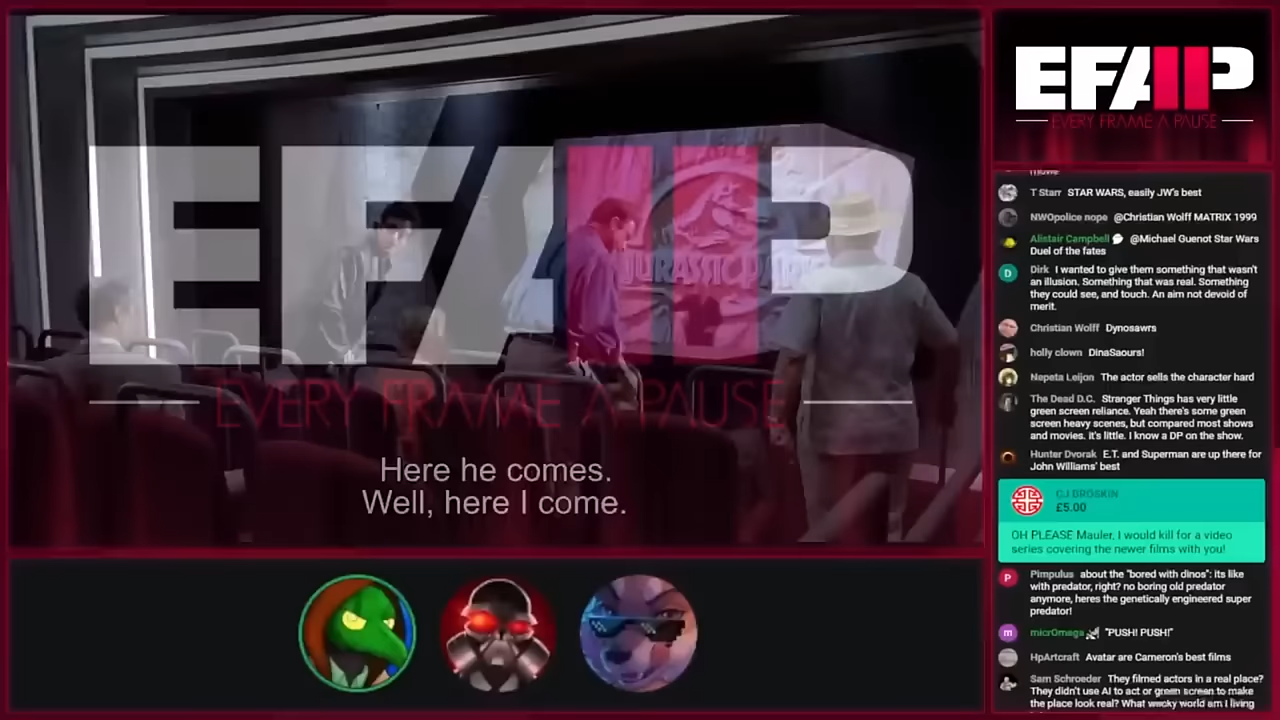 EFAP
EVERY FRAME A PAUSE
JURASSIC PARK
Here he comes.
Well, here I come.
EFAP
EVERY FRAME A PAUSE
T Starr STAR WARS, easily JW's best
NWOpolice nope @Christian Wolff MATRIX 1999
Alistair Campbell @Michael Guenot Star Wars
Duel of the fates
D
Dirk I wanted to give them something that wasn't
an illusion. Something that was real. Something
they could see, and touch. An aim not devoid of
merit.
Christian Wolff Dynosawrs
holly clown DinaSaours!
Nepeta Leijon The actor sells the character hard
The Dead D.C. Stranger Things has very little
green screen reliance. Yeah there's some green
screen heavy scenes, but compared most shows
and movies. it's little. I know a DP on the show.
Hunter Dvorak E.T. and Superman are up there for
John Williams' best
CJ DROSKIN
£5.00
OH PLEASE Mauler, I would kill for a video
series covering the newer films with you!
P
Pimpulus about the "bored with dinos": its like
with predator, right? no boring old predator
anymore, heres the genetically engineered super
predator!
m
micrOmega "PUSH! PUSH!"
HpArtcraft Avatar are Cameron's best films
Sam Schroeder They filmed actors in a real place?
They didn't use AI to act or green screen to make
the place look real? What wacky world am I living